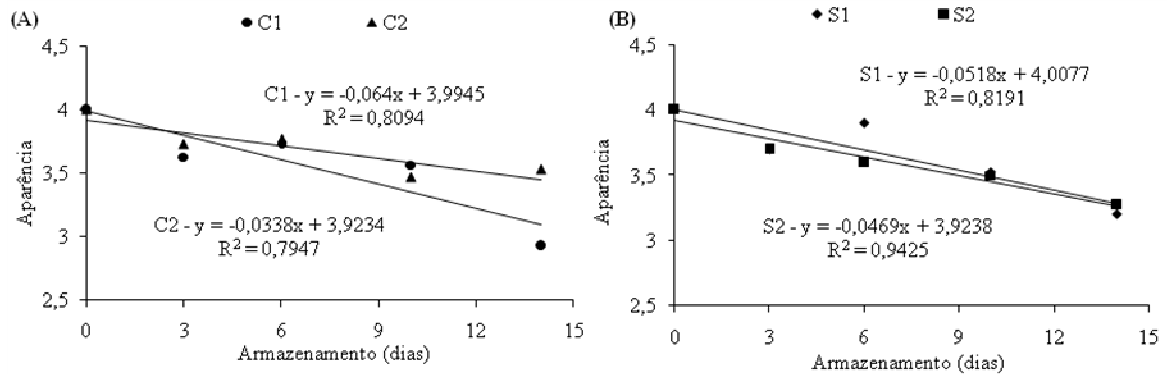 (A)
C1 C2
4,5
4
3,5
3
2,5
Aparência
C1 - y = -0,064x + 3,9945
R² = 0,8094
C2 - y = -0,0338x + 3,9234
R² = 0,7947
0 3 6 9 12 15
Armazenamento (dias)
(B)
S1 S2
4,5
4
3,5
3
2,5
Aparência
S1 - y = -0,0518x + 4,0077
R² = 0,8191
S2 - y = -0,0469x + 3,9238
R² = 0,9425
0 3 6 9 12 15
Armazenamento (dias)